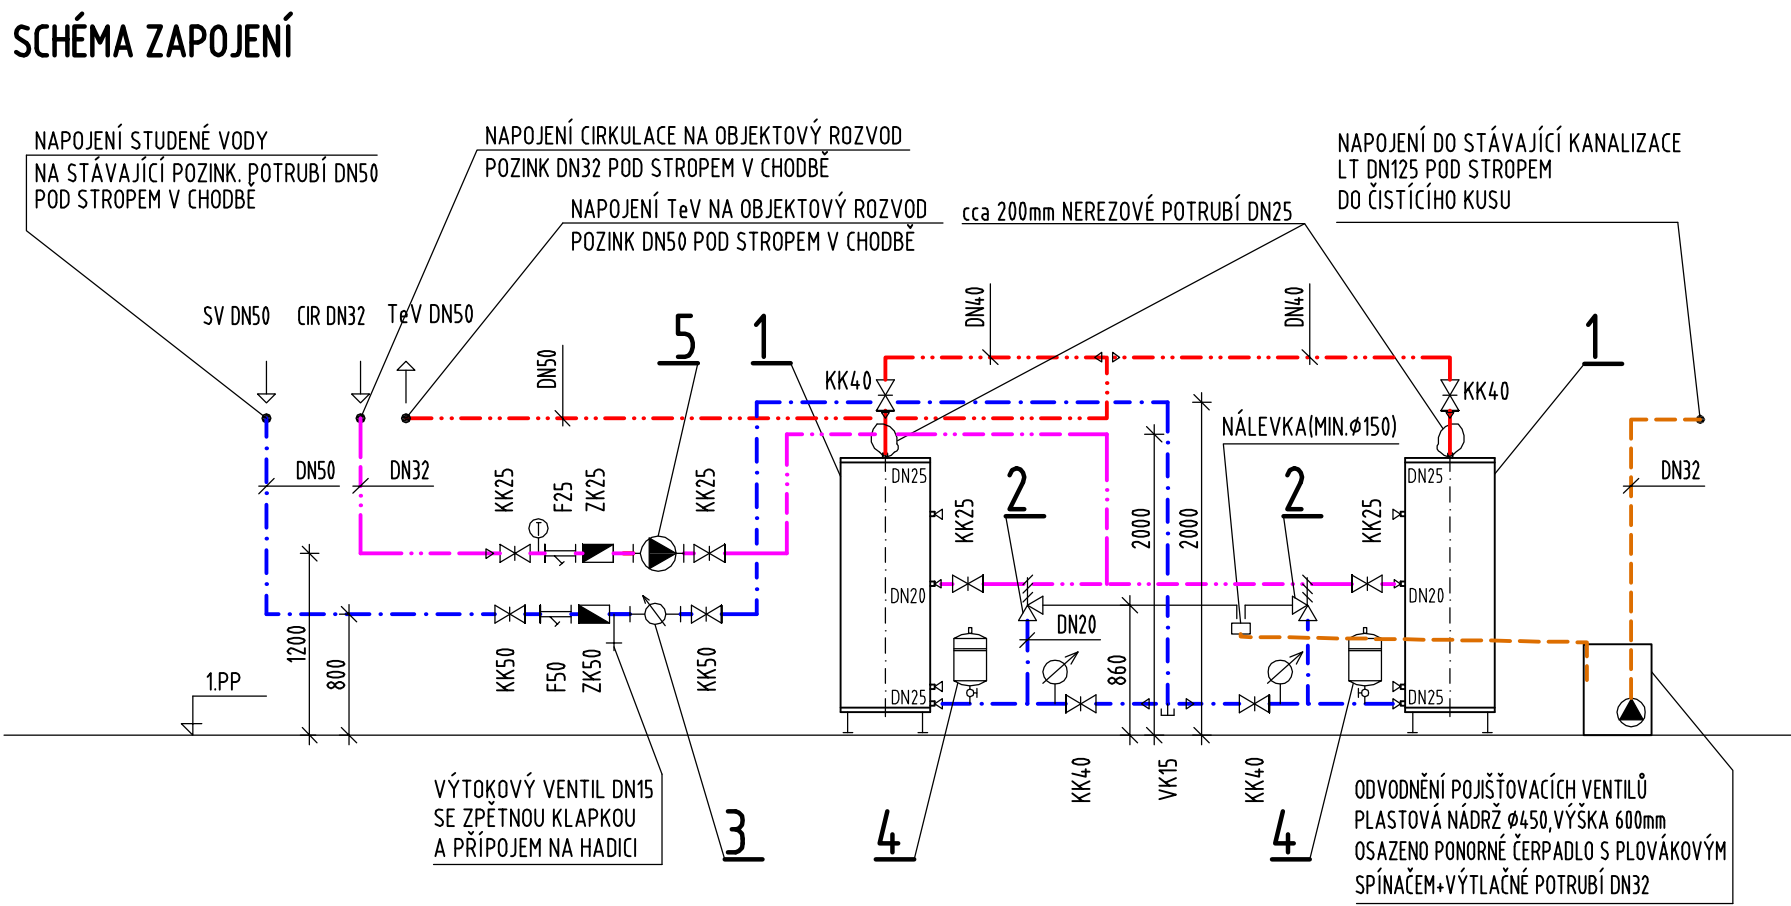 SCHÉMA ZAPOJENÍ
NAPOJENÍ STUDENÉ VODY
NA STÁVAJÍCÍ POZINK. POTRUBÍ DN50
POD STROPEM V CHODBĚ
NAPOJENÍ CIRKULACE NA OBJEKTOVÝ ROZVOD
POZINK DN32 POD STROPEM V CHODBĚ
NAPOJENÍ TeV NA OBJEKTOVÝ ROZVOD
POZINK DN50 POD STROPEM V CHODBĚ
cca 200mm NEREZOVÉ POTRUBÍ DN25
NAPOJENÍ DO STÁVAJÍCÍ KANALIZACE
LT DN125 POD STROPEM
DO ČISTÍCÍHO KUSU
SV DN50
CIR DN32
TeV DN50
DN50
5
1
DN40
DN40
1
KK40
KK40
NÁLEVKA(MIN.Φ150)
DN50
DN32
KK25
F25
ZK25
KK25
DN25
KK25
2
2000
2000
2
KK25
DN25
DN32
T
DN20
DN20
1200
800
KK50
F50
ZK50
KK50
DN20
860
DN25
DN25
1.PP
KK40
VK15
KK40
VÝTOKOVÝ VENTIL DN15
SE ZPĚTNOU KLAPKOU
A PŘÍPOJEM NA HADICI
3
4
4
ODVODNĚNÍ POJIŠŤOVACÍCH VENTILŮ
PLASTOVÁ NÁDRŽ Φ450,VÝŠKA 600mm
OSAZENO PONORNÉ ČERPADLO S PLOVÁKOVÝM
SPÍNAČEM+VÝTLAČNÉ POTRUBÍ DN32